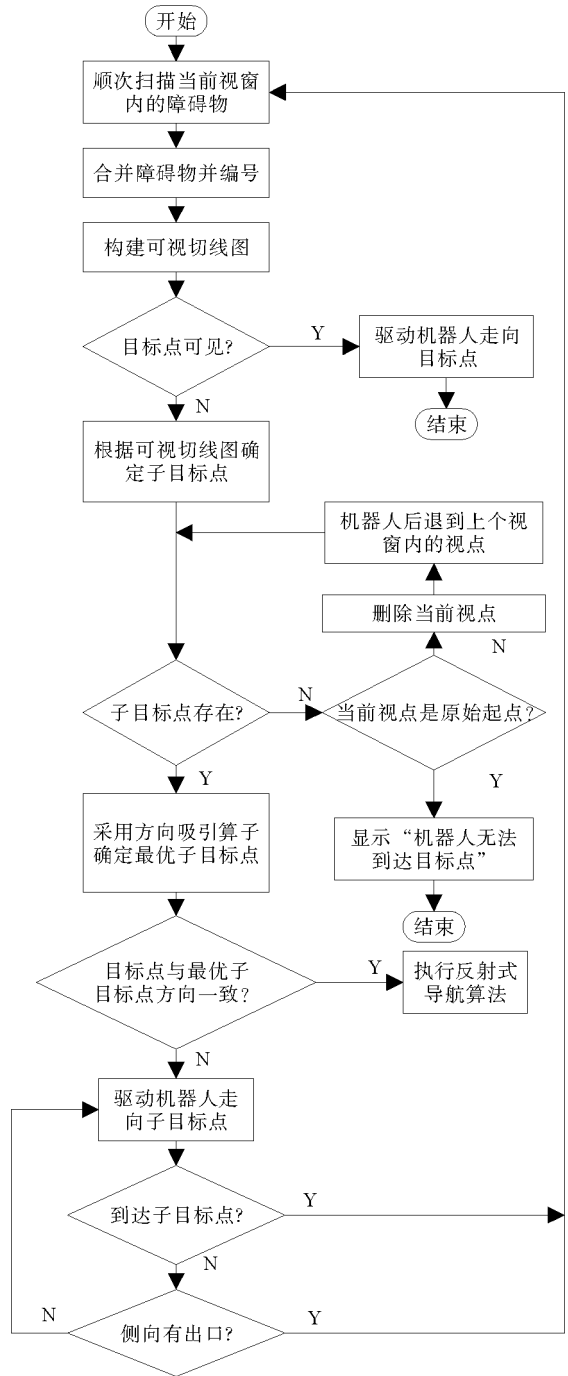 开始
顺次扫描当前视窗
内的障碍物
合并障碍物并编号
构建可视切线图
目标点可见?
Y
驱动机器人走向
目标点
结束
N
根据可视切线图确
定子目标点
机器人后退到上个视
窗内的视点
删除当前视点
N
子目标点存在?
N
当前视点是原始起点?
Y
Y
采用方向吸引算子
确定最优子目标点
显示“机器人无法
到达目标点”
结束
目标点与最优子
目标点方向一致?
Y
执行反射式
导航算法
N
驱动机器人走
向子目标点
到达子目标点?
Y
N
N
侧向有出口?
Y